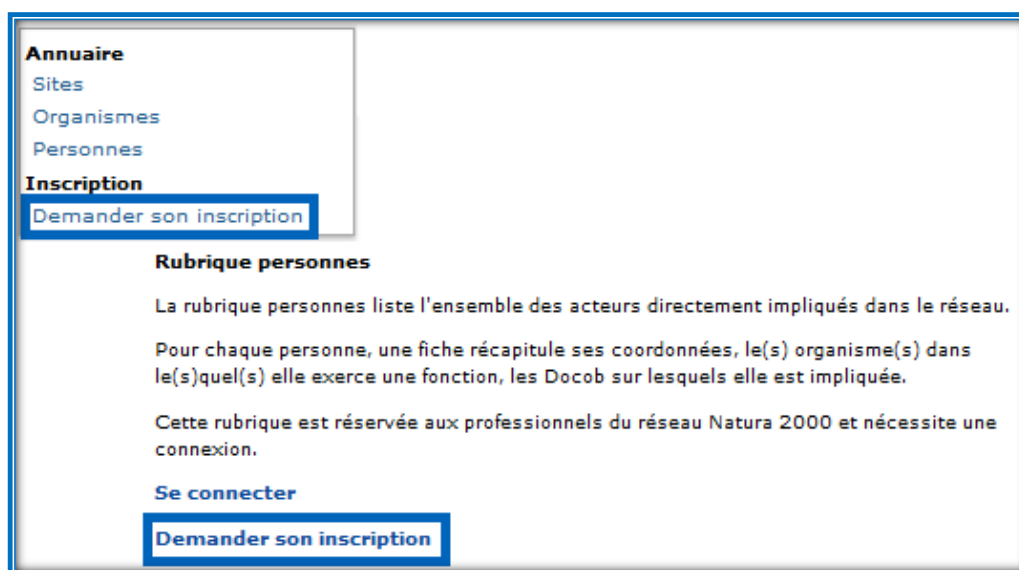 Annuaire
Sites
Organismes
Personnes
Inscription
Demander son inscription
Rubrique personnes
La rubrique personnes liste l'ensemble des acteurs directement impliqués dans le réseau.
Pour chaque personne, une fiche récapitule ses coordonnées, le(s) organisme(s) dans
le(s)quel(s) elle exerce une fonction, les Docob sur lesquels elle est impliquée.
Cette rubrique est réservée aux professionnels du réseau Natura 2000 et nécessite une
connexion.
Se connecter
Demander son inscription